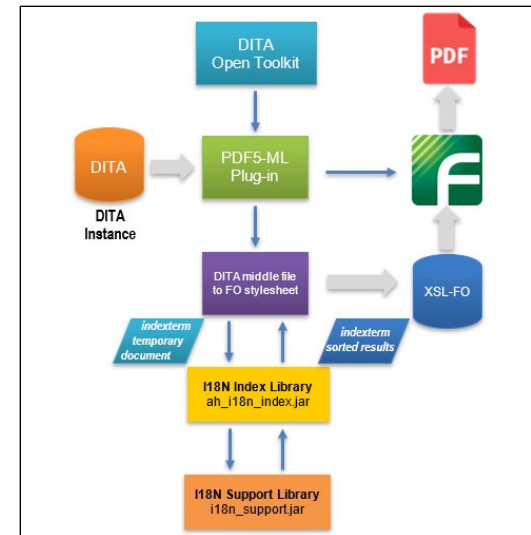 DITA
Open Toolkit
PDF
DITA
PDF5-ML
Plug-in
F
DITA
Instance
DITA middle file
to FO stylesheet
XSL-FO
indexterm
temporary
document
indexterm
sorted results
I18N Index Library
ah_i18n_index.jar
I18N Support Library
i18n_support.jar